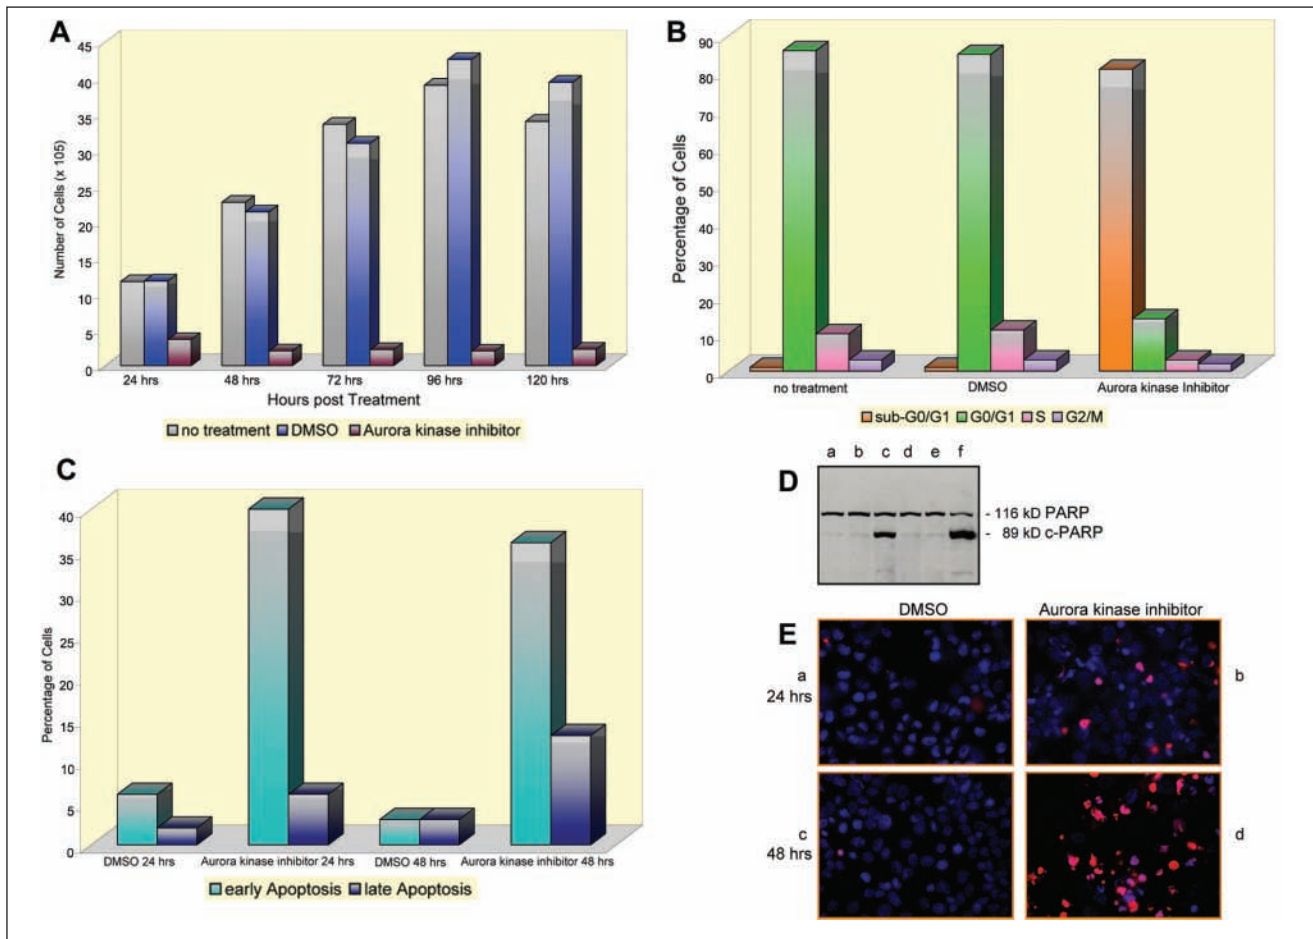 A
45
40
35
30
25
20
15
10
5
0
Number of Cells (x 105)
24 hrs 48 hrs 72 hrs 96 hrs 120 hrs
Hours post Treatment
no treatment DMSO Aurora kinase inhibitor
B
90
80
70
60
50
40
30
20
10
0
Percentage of Cells
no treatment DMSO Aurora kinase Inhibitor
sub-G0/G1 G0/G1 S G2/M
C
40
35
30
25
20
15
10
5
0
Percentage of Cells
DMSO 24 hrs Aurora kinase inhibitor 24 hrs DMSO 48 hrs Aurora kinase inhibitor 48 hrs
early Apoptosis late Apoptosis
D
a b c d e f
- 116 kD PARP
- 89 kD c-PARP
E
DMSO Aurora kinase inhibitor
a
24 hrs
b
c
48 hrs
d